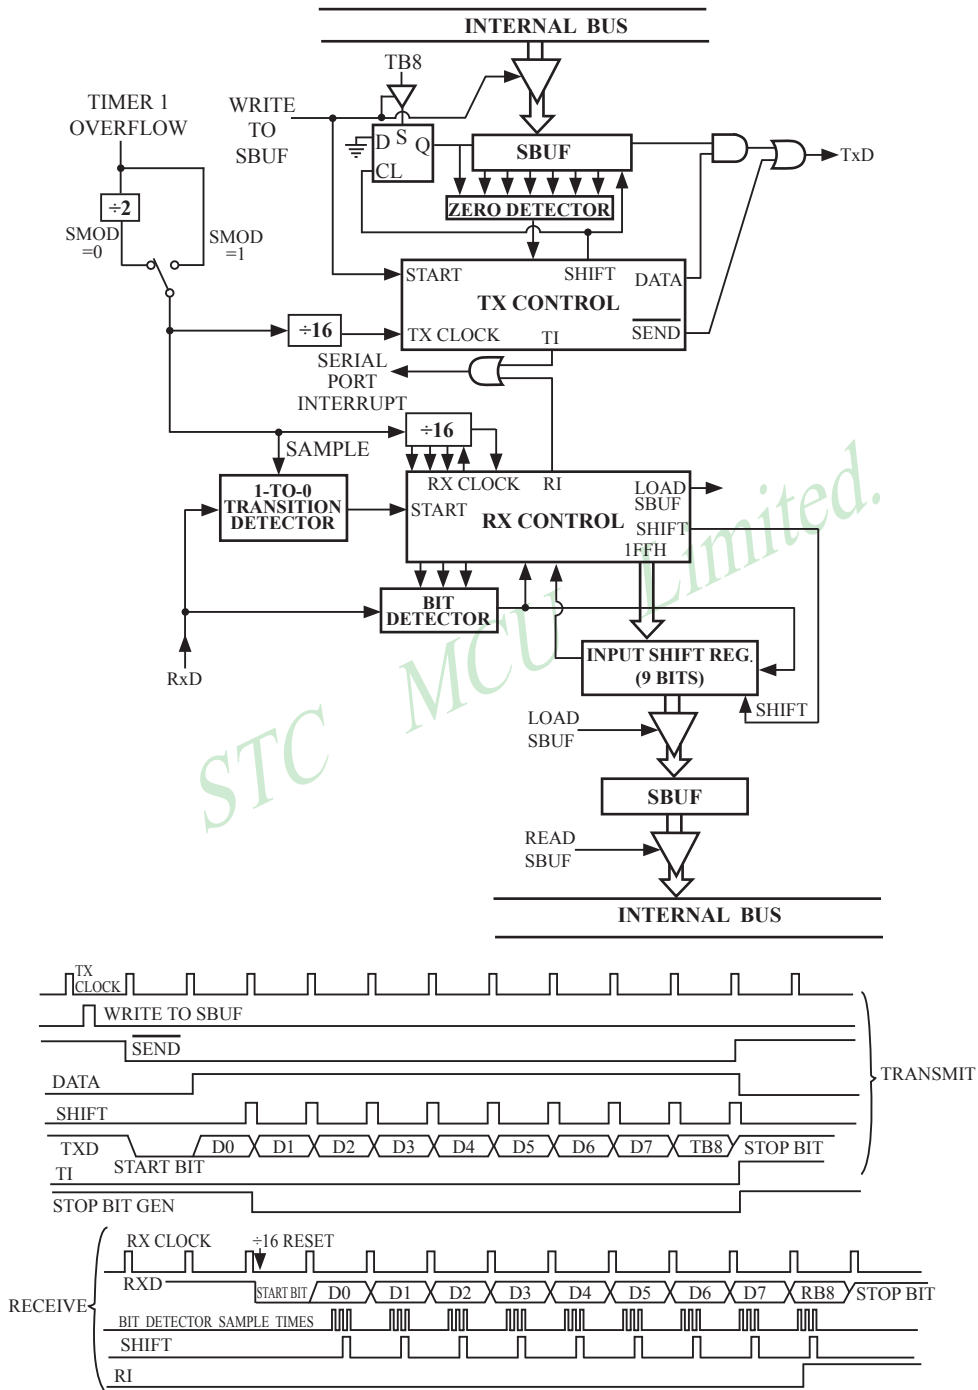 INTERNAL BUS
TB8
TIMER 1
OVERFLOW
WRITE
TO
SBUF
D S Q
CL
SBUF
TxD
ZERO DETECTOR
÷2
SMOD
=0
SMOD
=1
START
SHIFT
DATA
TX CONTROL
÷16
TX CLOCK
TI
SEND
SERIAL
PORT
INTERRUPT
÷16
SAMPLE
1-TO-0
TRANSITION
DETECTOR
RX CLOCK
RI
LOAD
SBUF
START
RX CONTROL
SHIFT
1FFH
BIT
DETECTOR
RxD
INPUT SHIFT REG.
(9 BITS)
SHIFT
LOAD
SBUF
SBUF
READ
SBUF
INTERNAL BUS
STC MCU Limited.
TX
CLOCK
WRITE TO SBUF
SEND
DATA
TRANSMIT
SHIFT
TXD
START BIT
D0 D1 D2 D3 D4 D5 D6 D7 TB8 STOP BIT
TI
STOP BIT GEN
RX CLOCK
÷16 RESET
RXD
START BIT D0 D1 D2 D3 D4 D5 D6 D7 RB8 STOP BIT
RECEIVE
BIT DETECTOR SAMPLE TIMES
SHIFT
RI